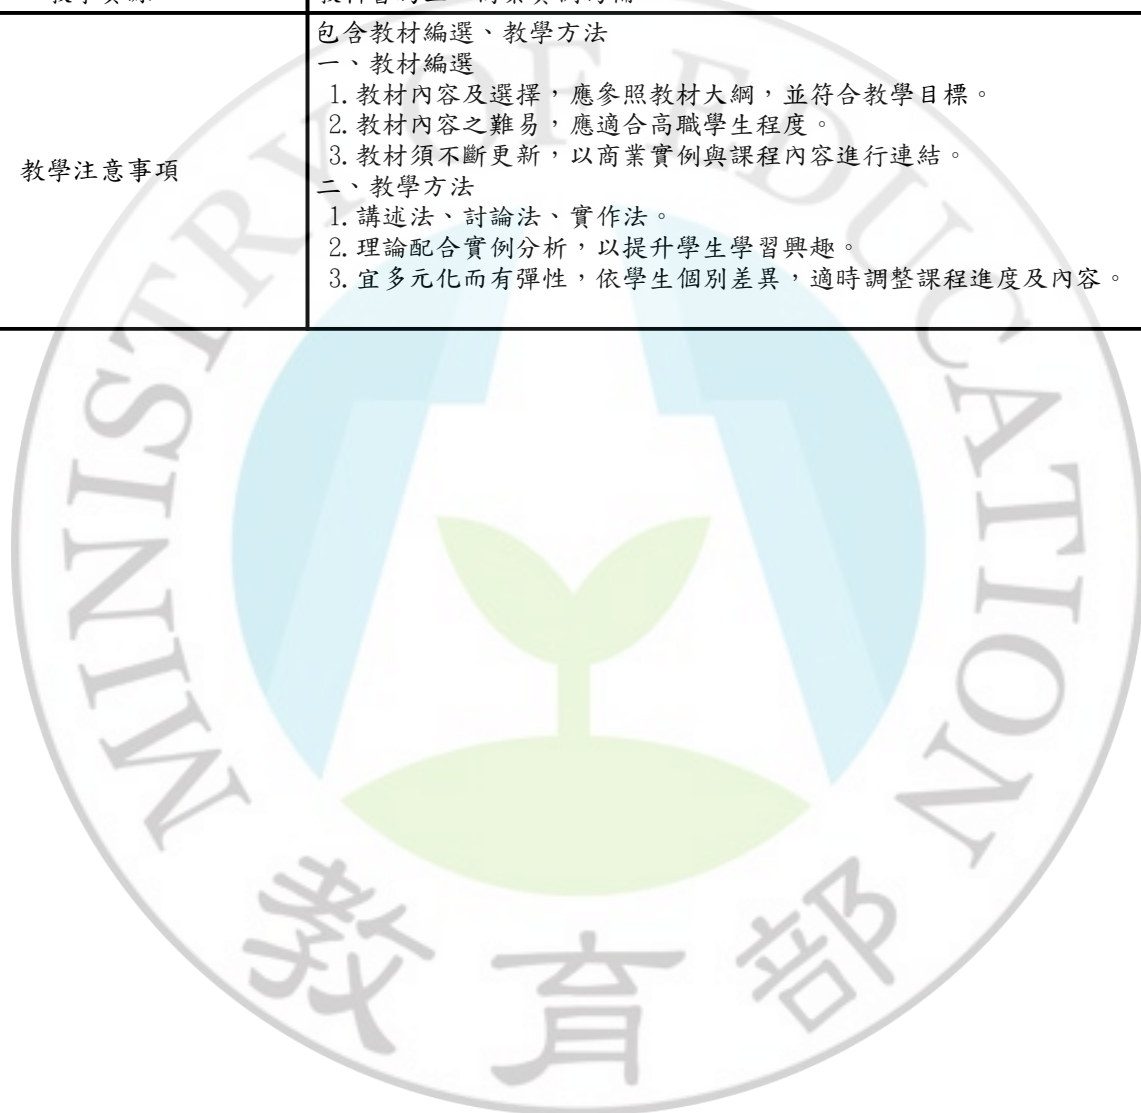 教學注意事項
包含教材編選、教學方法
一、教材編選
1.教材內容及選擇，應參照教材大綱，並符合教學目標。
2.教材內容之難易，應適合高職學生程度。
3.教材須不斷更新，以商業實例與課程內容進行連結。
二、教學方法
1.講述法、討論法、實作法。
2.理論配合實例分析，以提升學生學習興趣。
3.宜多元化而有彈性，依學生個別差異，適時調整課程進度及內容。
MINISTRY OF EDUCATION
教育部